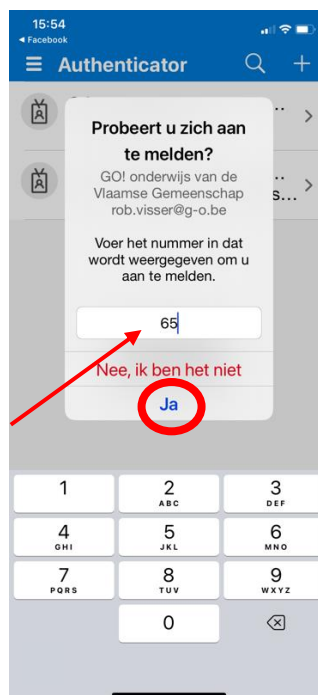 15:54
◀ Facebook
Authenticator
Probeert u zich aan
te melden?
GO! onderwijs van de
Vlaamse Gemeenschap
rob.visser@g-o.be
Voer het nummer in dat
wordt weergegeven om u
aan te melden.
65
Nee, ik ben het niet
Ja
1
2
ABC
3
DEF
4
GHI
5
JKL
6
MNO
7
PQRS
8
TUV
9
WXYZ
0